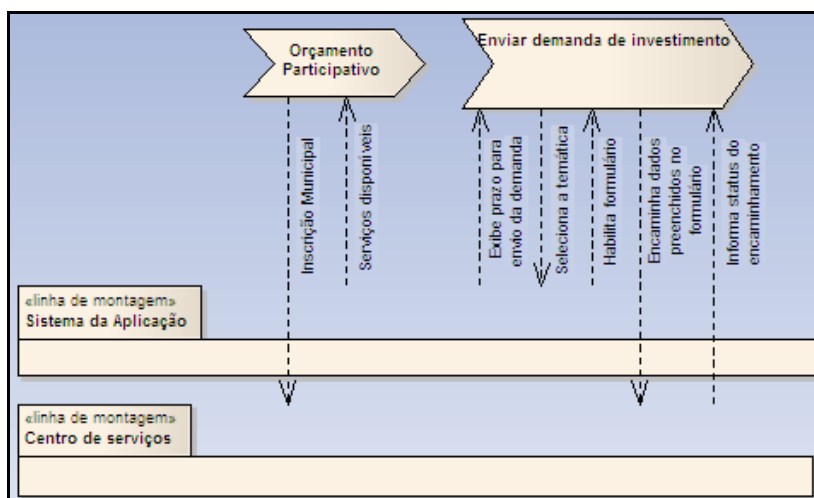 Orçamento
Participativo
Enviar demanda de investimento
Inscrição Municipal
Serviços disponíveis
Exibe prazo para
envio da demanda
Seleciona a temática
Habilita formulário
Encaminha dados
preenchidos no
formulário
Informa status do
encaminhamento
«linha de montagem»
Sistema da Aplicação
«linha de montagem»
Centro de serviços